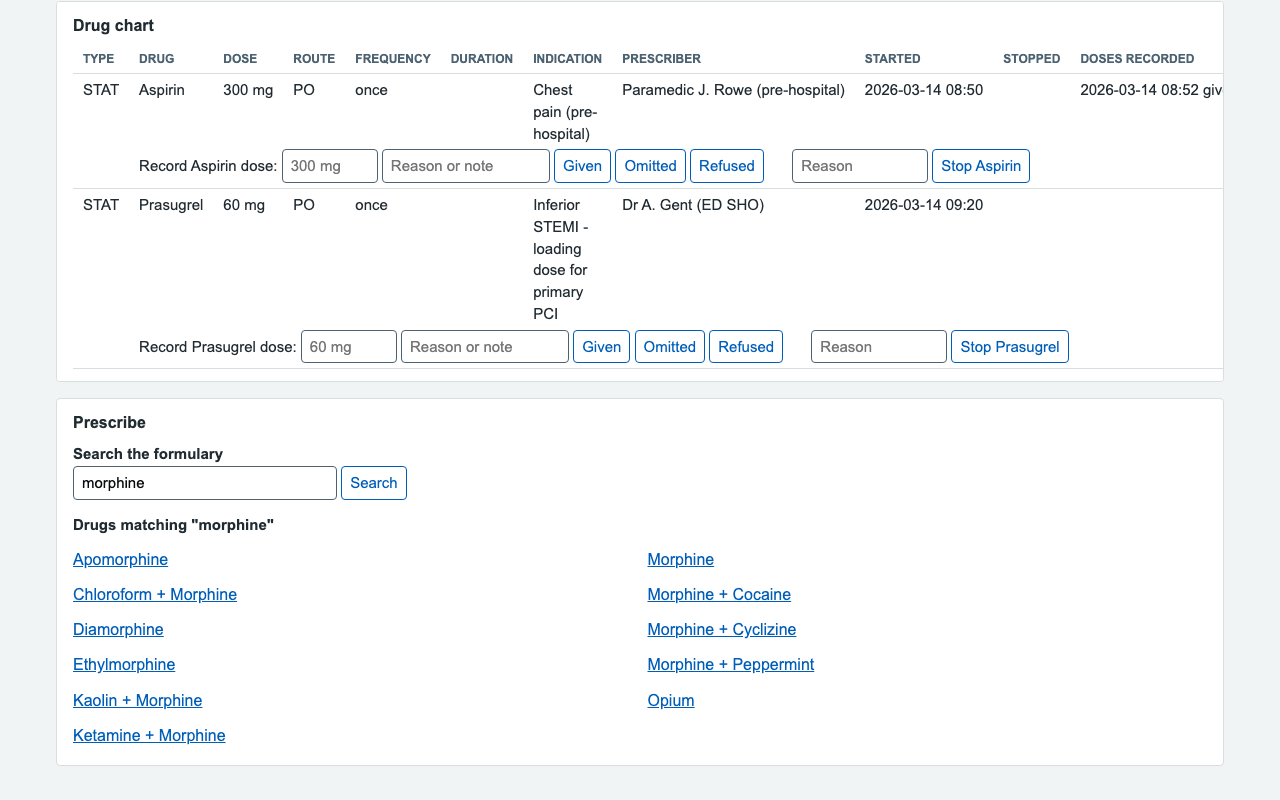 Drug chart
TYPE DRUG DOSE ROUTE FREQUENCY DURATION INDICATION PRESCRIBER STARTED STOPPED DOSES RECORDED
STAT Aspirin 300 mg PO once Chest pain (pre-hospital) Paramedic J. Rowe (pre-hospital) 2026-03-14 08:50 2026-03-14 08:52 giv
Record Aspirin dose: 300 mg Reason or note Given Omitted Refused Reason Stop Aspirin
STAT Prasugrel 60 mg PO once Inferior STEMI - loading dose for primary PCI Dr A. Gent (ED SHO) 2026-03-14 09:20
Record Prasugrel dose: 60 mg Reason or note Given Omitted Refused Reason Stop Prasugrel
Prescribe
Search the formulary
morphine Search
Drugs matching "morphine"
Apomorphine
Chloroform + Morphine
Diamorphine
Ethylmorphine
Kaolin + Morphine
Ketamine + Morphine
Morphine
Morphine + Cocaine
Morphine + Cyclizine
Morphine + Peppermint
Opium